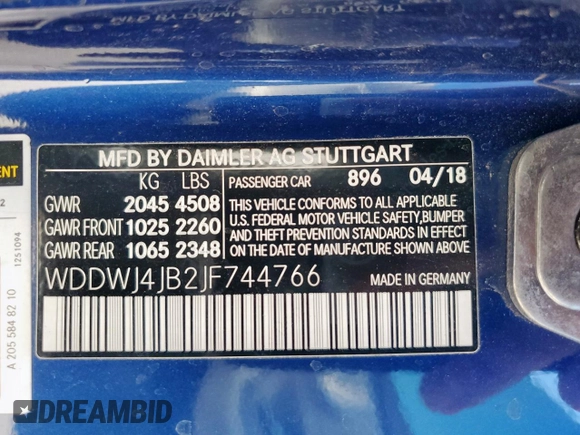 MFD BY DAIMLER AG STUTTGART
KG LBS
GVWR 2045 4508
GAWR FRONT 1025 2260
GAWR REAR 1065 2348
PASSENGER CAR 896 04/18
THIS VEHICLE CONFORMS TO ALL APPLICABLE
U.S. FEDERAL MOTOR VEHICLE SAFETY,BUMPER
AND THEFT PREVENTION STANDARDS IN EFFECT
ON THE DATE OF MANUFACTURE SHOWN ABOVE.
WDDWJ4JB2JF744766
MADE IN GERMANY
1251094
A 205 584 82 10
DREAMBID